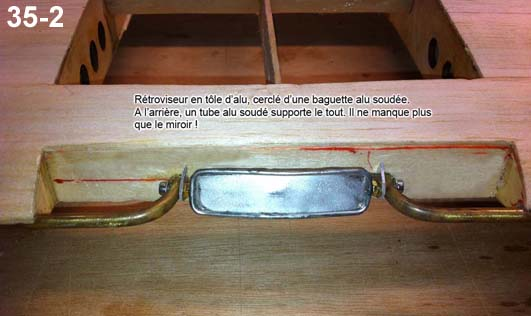 35-2
Rétroviseur en tôle d'alu, cerclé d'une baguette alu soudée.
A l'arrière, un tube alu soudé supporte le tout. Il ne manque plus
que le miroir !